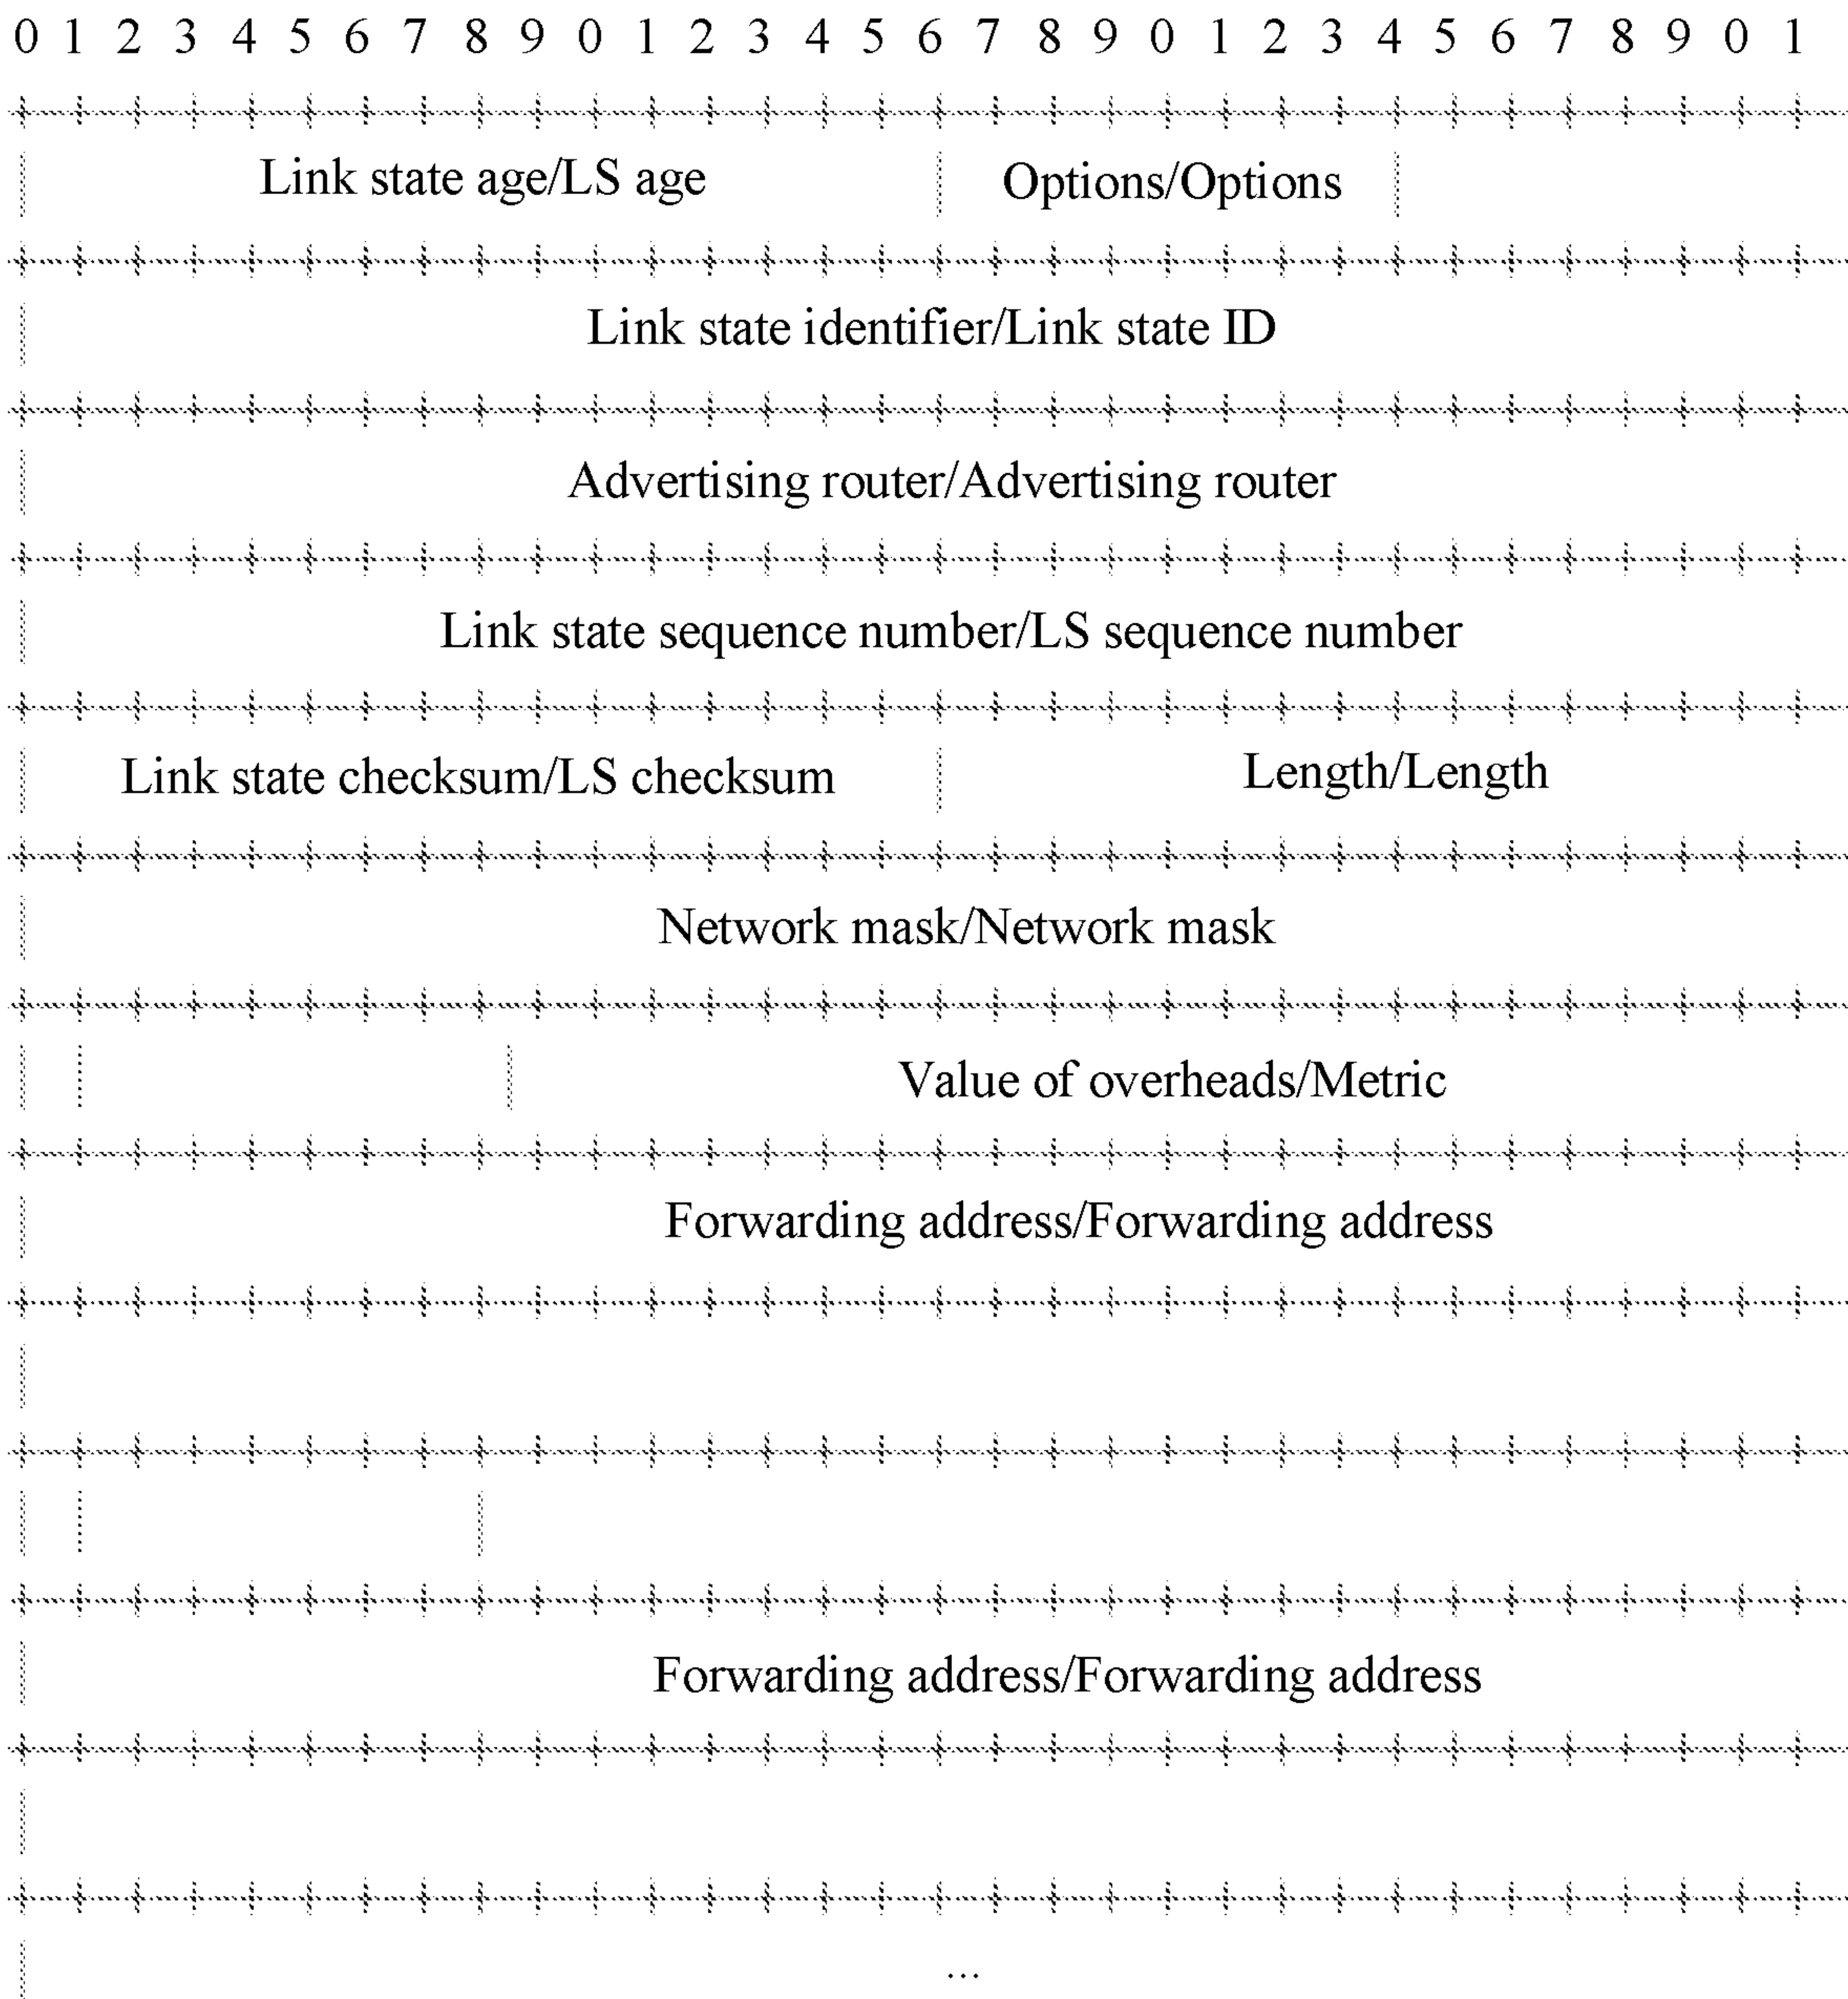 0 1 2 3 4 5 6 7 8 9 0 1 2 3 4 5 6 7 8 9 0 1 2 3 4 5 6 7 8 9 0 1
Link state age/LS age Options/Options
Link state identifier/Link state ID
Advertising router/Advertising router
Link state sequence number/LS sequence number
Link state checksum/LS checksum Length/Length
Network mask/Network mask
Value of overheads/Metric
Forwarding address/Forwarding address
Forwarding address/Forwarding address
...